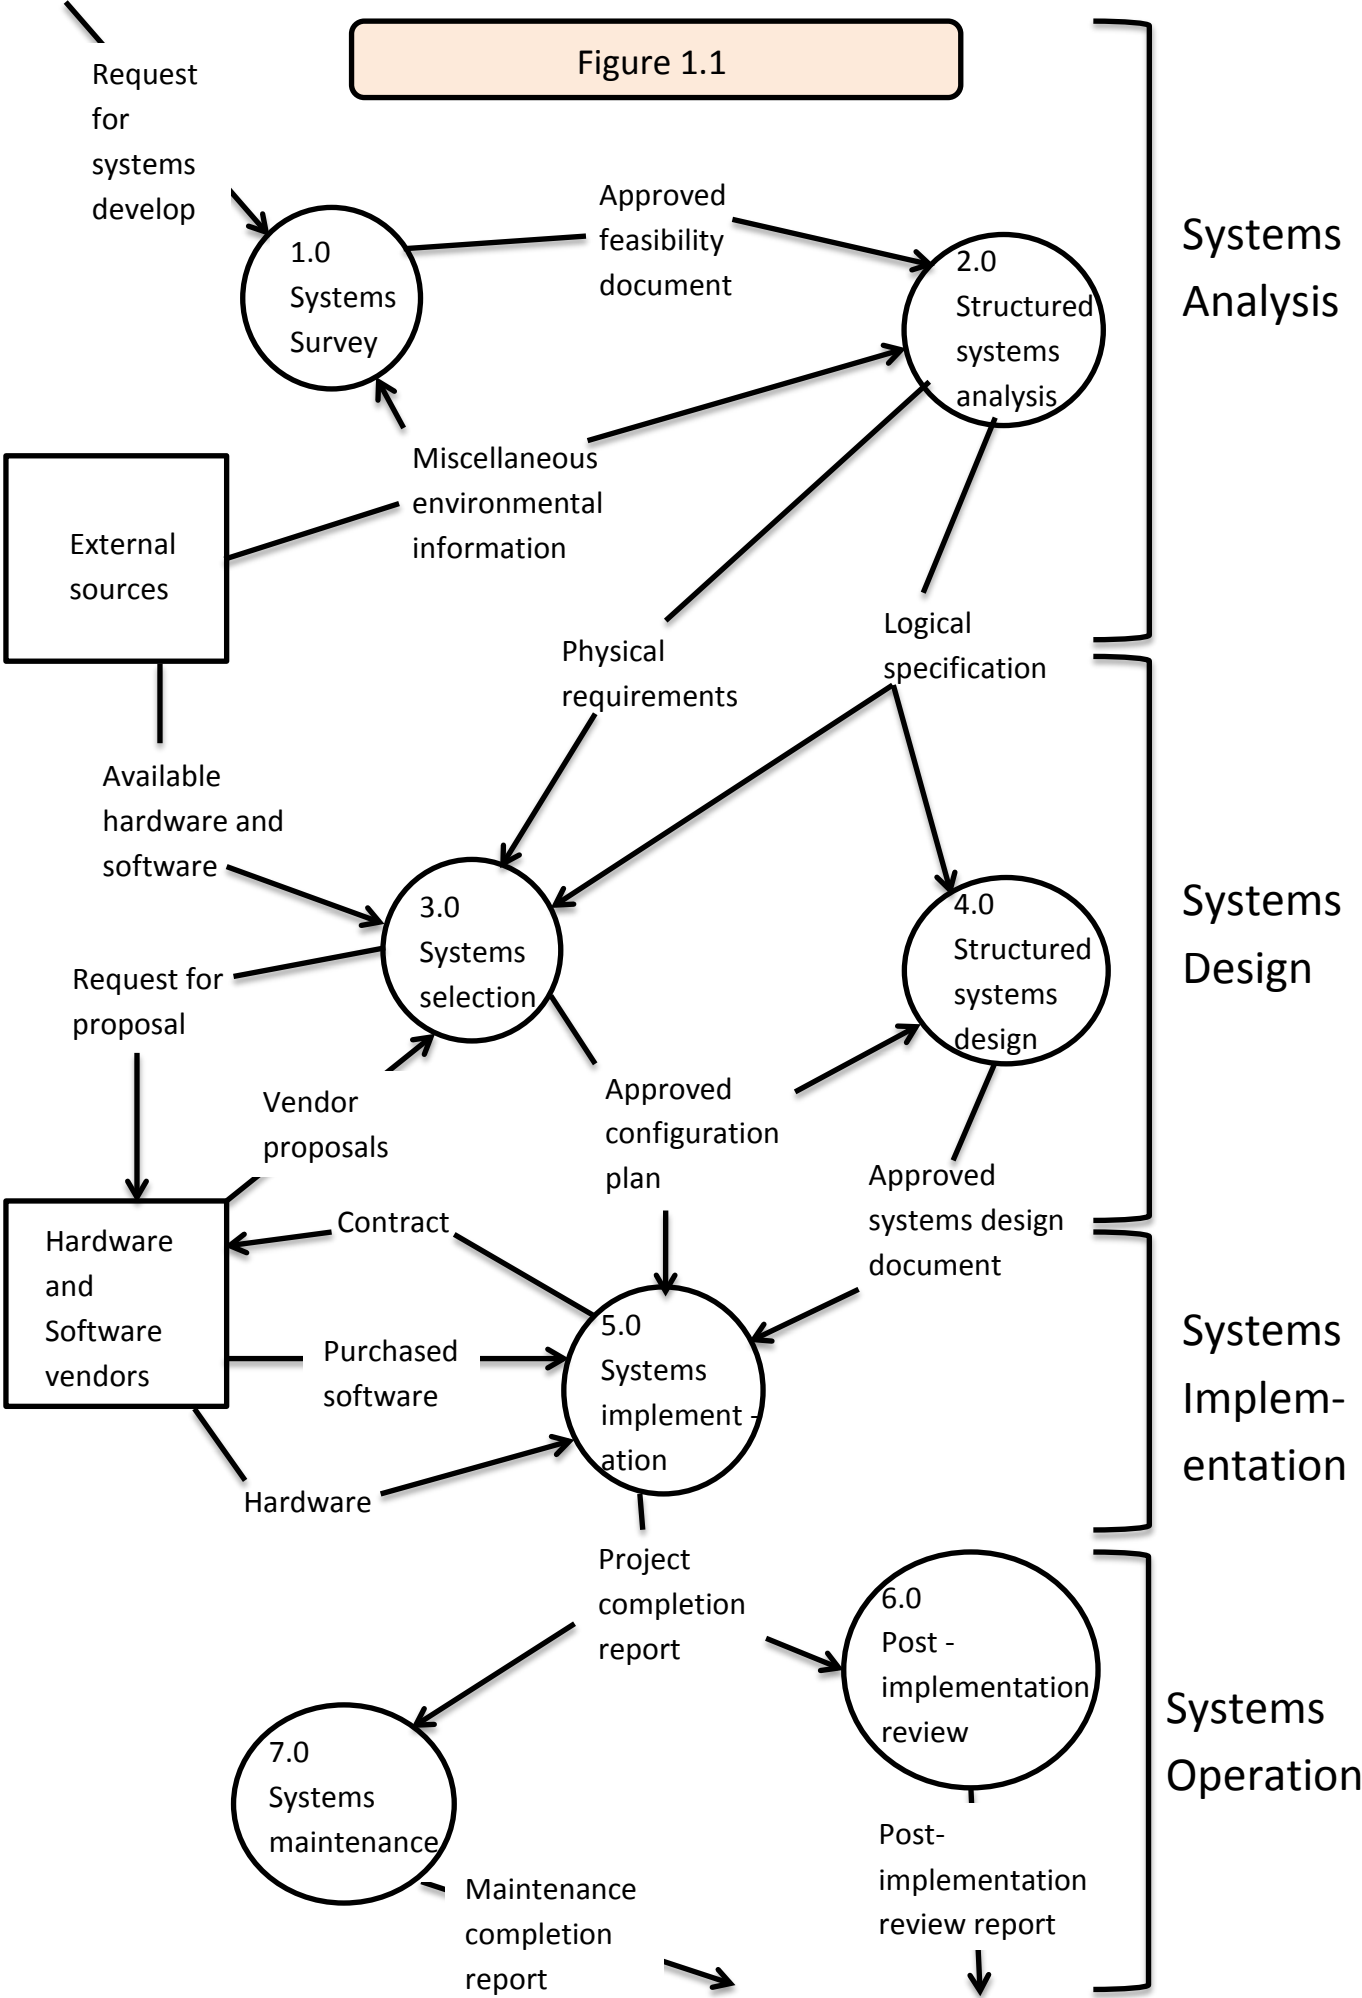 Figure 1.1
Request
for
systems
develop
Approved
feasibility
document
1.0
Systems
Survey
2.0
Structured
systems
analysis
Systems
Analysis
Miscellaneous
environmental
information
External
sources
Logical
specification
Physical
requirements
Available
hardware and
software
3.0
Systems
selection
4.0
Structured
systems
design
Systems
Design
Request for
proposal
Vendor
proposals
Approved
configuration
plan
Approved
systems design
document
Contract
Hardware
and
Software
vendors
Purchased
software
5.0
Systems
implement -
ation
Systems
Implem-
entation
Hardware
Project
completion
report
6.0
Post -
implementation
review
Systems
Operation
7.0
Systems
maintenance
Post-
implementation
review report
Maintenance
completion
report